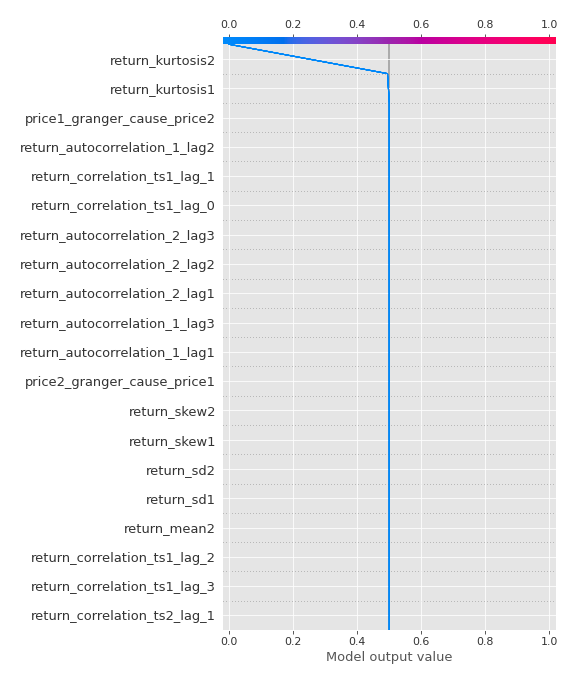 0.0 0.2 0.4 0.6 0.8 1.0
return_kurtosis2
return_kurtosis1
price1_granger_cause_price2
return_autocorrelation_1_lag2
return_correlation_ts1_lag_1
return_correlation_ts1_lag_0
return_autocorrelation_2_lag3
return_autocorrelation_2_lag2
return_autocorrelation_2_lag1
return_autocorrelation_1_lag3
return_autocorrelation_1_lag1
price2_granger_cause_price1
return_skew2
return_skew1
return_sd2
return_sd1
return_mean2
return_correlation_ts1_lag_2
return_correlation_ts1_lag_3
return_correlation_ts2_lag_1
0.0 0.2 0.4 0.6 0.8 1.0
Model output value